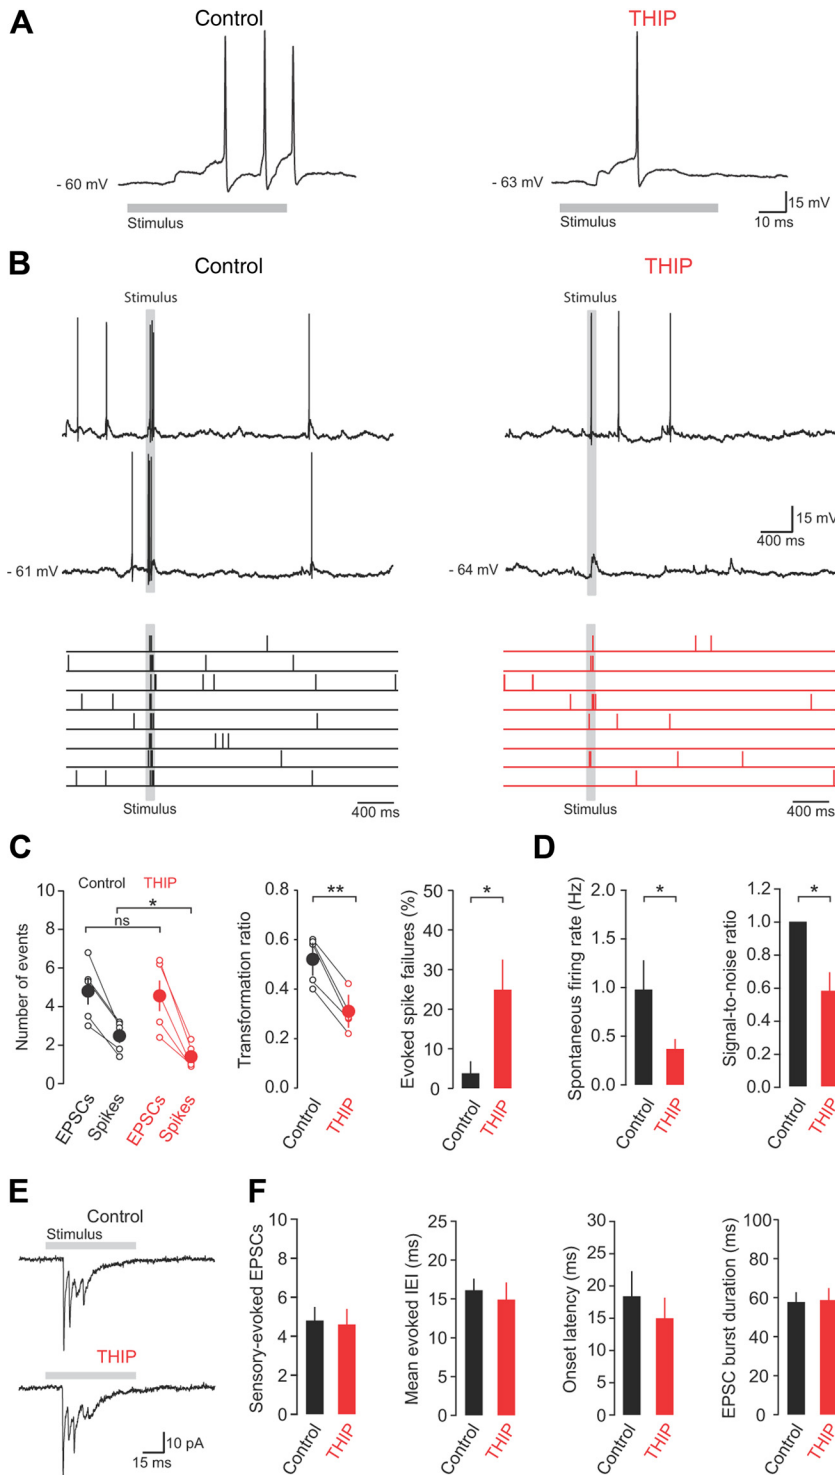 A
Control
THIP
- 60 mV
- 63 mV
Stimulus
Stimulus
15 mV
10 ms
B
Control
THIP
Stimulus
Stimulus
- 61 mV
- 64 mV
15 mV
400 ms
Stimulus
400 ms
Stimulus
400 ms
C
Control
THIP
Number of events
10
8
6
4
2
0
ns
*
EPSCs
Spikes
EPSCs
Spikes
Transformation ratio
0.8
0.6
0.4
0.2
0.0
**
Control
THIP
Evoked spike failures (%)
50
40
30
20
10
0
*
Control
THIP
D
Spontaneous firing rate (Hz)
2.0
1.5
1.0
0.5
0.0
*
Control
THIP
Signal-to-noise ratio
1.2
1.0
0.8
0.6
0.4
0.2
0.0
*
Control
THIP
E
Control
Stimulus
THIP
10 pA
15 ms
F
Sensory-evoked EPSCs
10
8
6
4
2
0
Control
THIP
Mean evoked IEI (ms)
25
20
15
10
5
0
Control
THIP
Onset latency (ms)
30
25
20
15
10
5
0
Control
THIP
EPSC burst duration (ms)
100
80
60
40
20
0
Control
THIP